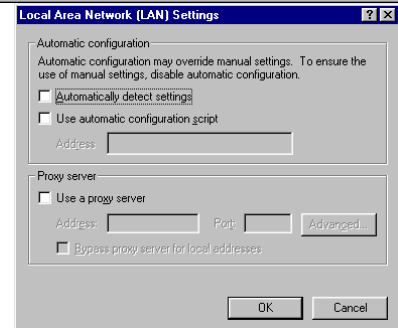 Local Area Network (LAN) Settings
Automatic configuration
Automatic configuration may override manual settings. To ensure the
use of manual settings, disable automatic configuration.
Automatically detect settings
Use automatic configuration script
Address
Proxy server
Use a proxy server
Address: Port: Advanced...
Bypass proxy server for local addresses
OK Cancel